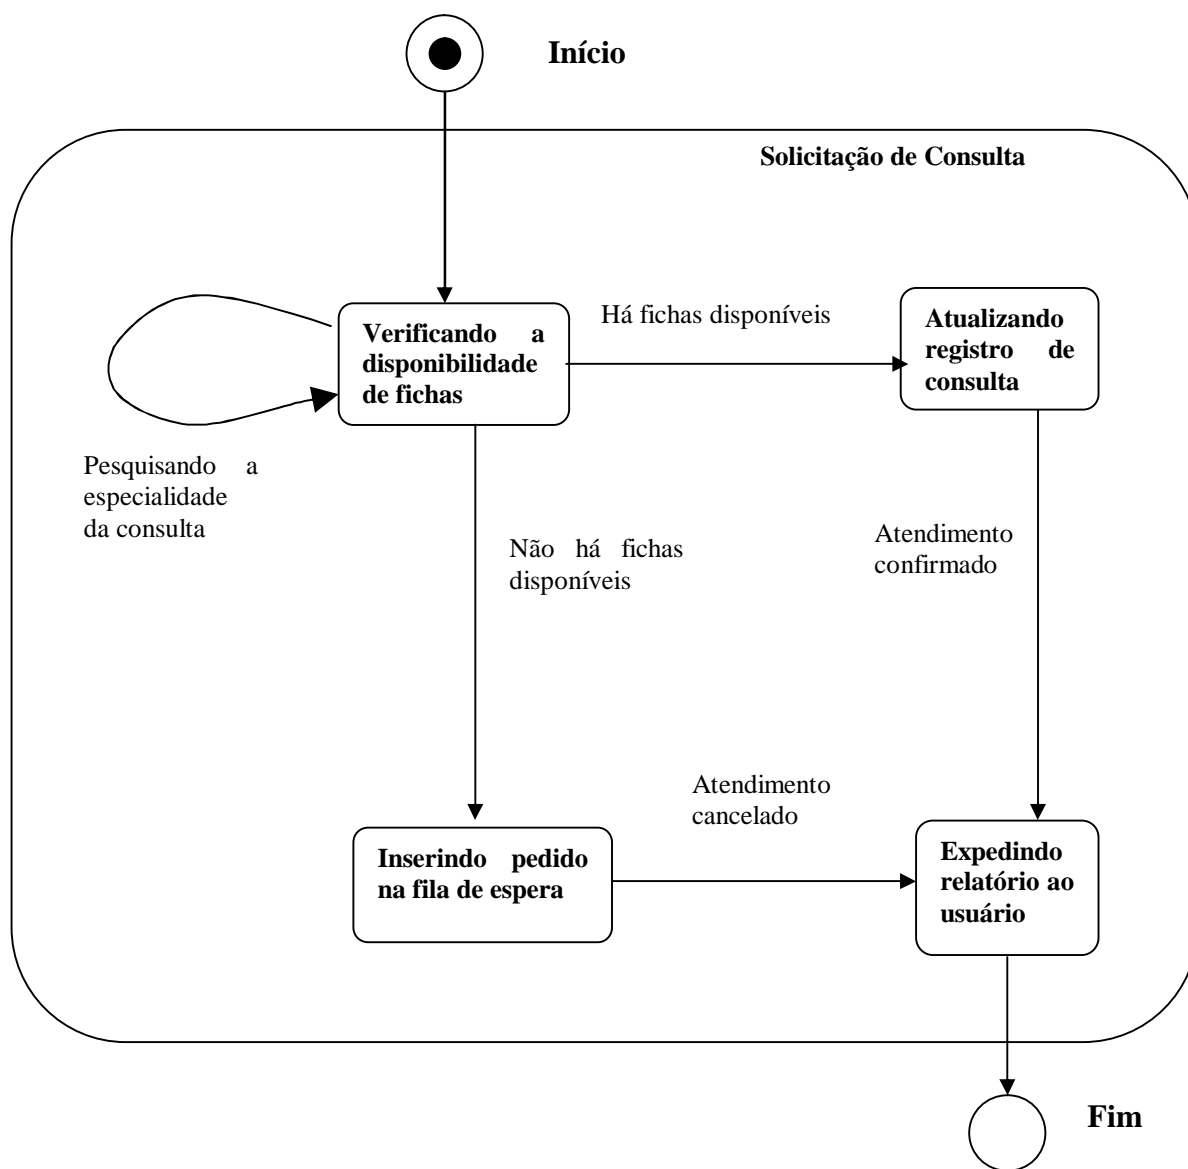 Início
Solicitação de Consulta
Verificando a
disponibilidade
de fichas
Há fichas disponíveis
Atualizando
registro de
consulta
Pesquisando a
especialidade
da consulta
Não há fichas
disponíveis
Atendimento
confirmado
Atendimento
cancelado
Inserindo pedido
na fila de espera
Expedindo
relatório ao
usuário
Fim